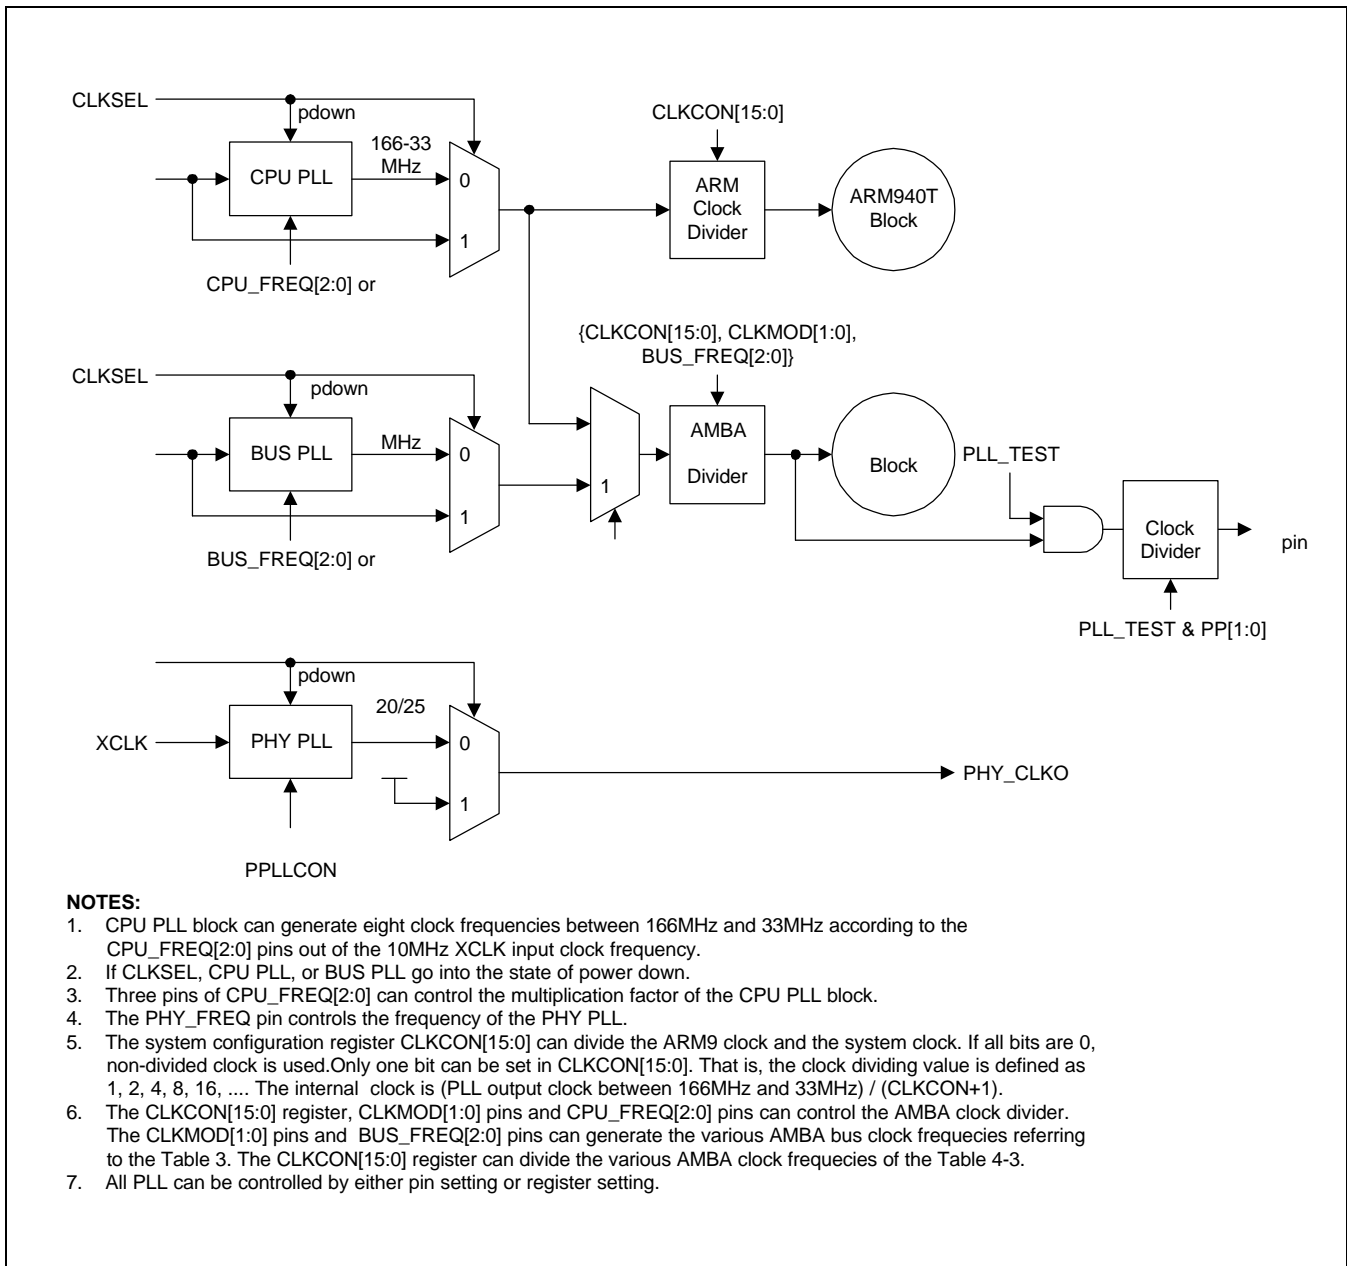 CLKSEL
pdown
CPU PLL
166-33
MHz
0
1
CPU_FREQ[2:0] or
CLKCON[15:0]
ARM
Clock
Divider
ARM940T
Block
CLKSEL
pdown
BUS PLL
MHz
0
1
BUS_FREQ[2:0] or
{CLKCON[15:0], CLKMOD[1:0],
BUS_FREQ[2:0]}
1
AMBA
Divider
Block
PLL_TEST
Clock
Divider
pin
PLL_TEST & PP[1:0]
pdown
XCLK
PHY PLL
20/25
0
1
PHY_CLKO
PPLLCON
NOTES:
1. CPU PLL block can generate eight clock frequencies between 166MHz and 33MHz according to the
CPU_FREQ[2:0] pins out of the 10MHz XCLK input clock frequency.
2. If CLKSEL, CPU PLL, or BUS PLL go into the state of power down.
3. Three pins of CPU_FREQ[2:0] can control the multiplication factor of the CPU PLL block.
4. The PHY_FREQ pin controls the frequency of the PHY PLL.
5. The system configuration register CLKCON[15:0] can divide the ARM9 clock and the system clock. If all bits are 0,
non-divided clock is used.Only one bit can be set in CLKCON[15:0]. That is, the clock dividing value is defined as
1, 2, 4, 8, 16, .... The internal clock is (PLL output clock between 166MHz and 33MHz) / (CLKCON+1).
6. The CLKCON[15:0] register, CLKMOD[1:0] pins and CPU_FREQ[2:0] pins can control the AMBA clock divider.
The CLKMOD[1:0] pins and BUS_FREQ[2:0] pins can generate the various AMBA bus clock frequecies referring
to the Table 3. The CLKCON[15:0] register can divide the various AMBA clock frequecies of the Table 4-3.
7. All PLL can be controlled by either pin setting or register setting.